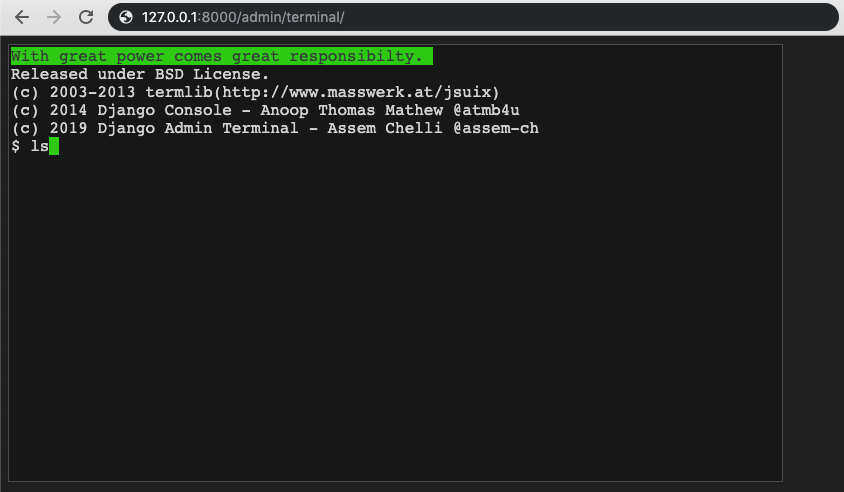 127.0.0.1:8000/admin/terminal/
With great power comes great responsibilty.
Released under BSD License.
(c) 2003-2013 termlib(http://www.masswerk.at/jsuix)
(c) 2014 Django Console - Anoop Thomas Mathew @atmb4u
(c) 2019 Django Admin Terminal - Assem Chelli @assem-ch
$ ls